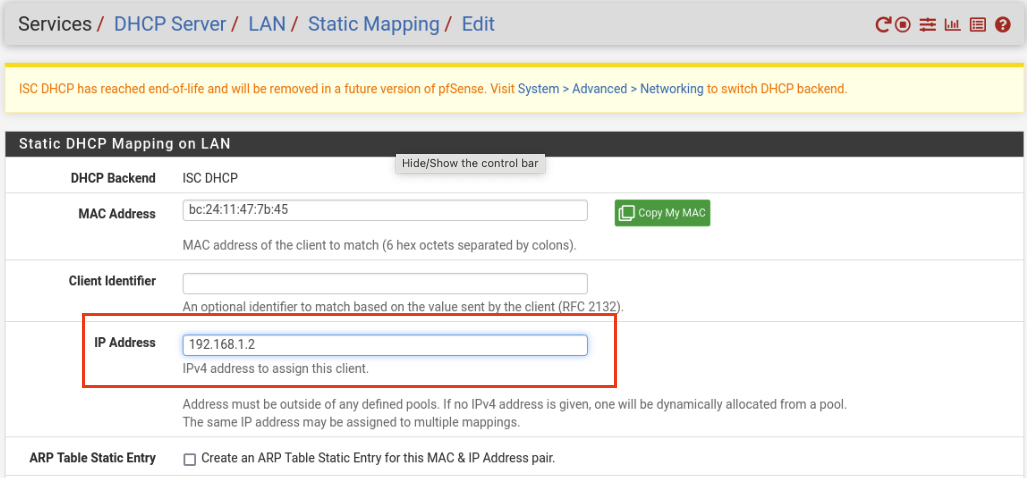 Services / DHCP Server / LAN / Static Mapping / Edit
ISC DHCP has reached end-of-life and will be removed in a future version of pfSense. Visit System > Advanced > Networking to switch DHCP backend.
Static DHCP Mapping on LAN
Hide/Show the control bar
DHCP Backend ISC DHCP
MAC Address bc:24:11:47:7b:45 Copy My MAC
MAC address of the client to match (6 hex octets separated by colons).
Client Identifier
An optional identifier to match based on the value sent by the client (RFC 2132).
IP Address 192.168.1.2
IPv4 address to assign this client.
Address must be outside of any defined pools. If no IPv4 address is given, one will be dynamically allocated from a pool.
The same IP address may be assigned to multiple mappings.
ARP Table Static Entry Create an ARP Table Static Entry for this MAC & IP Address pair.